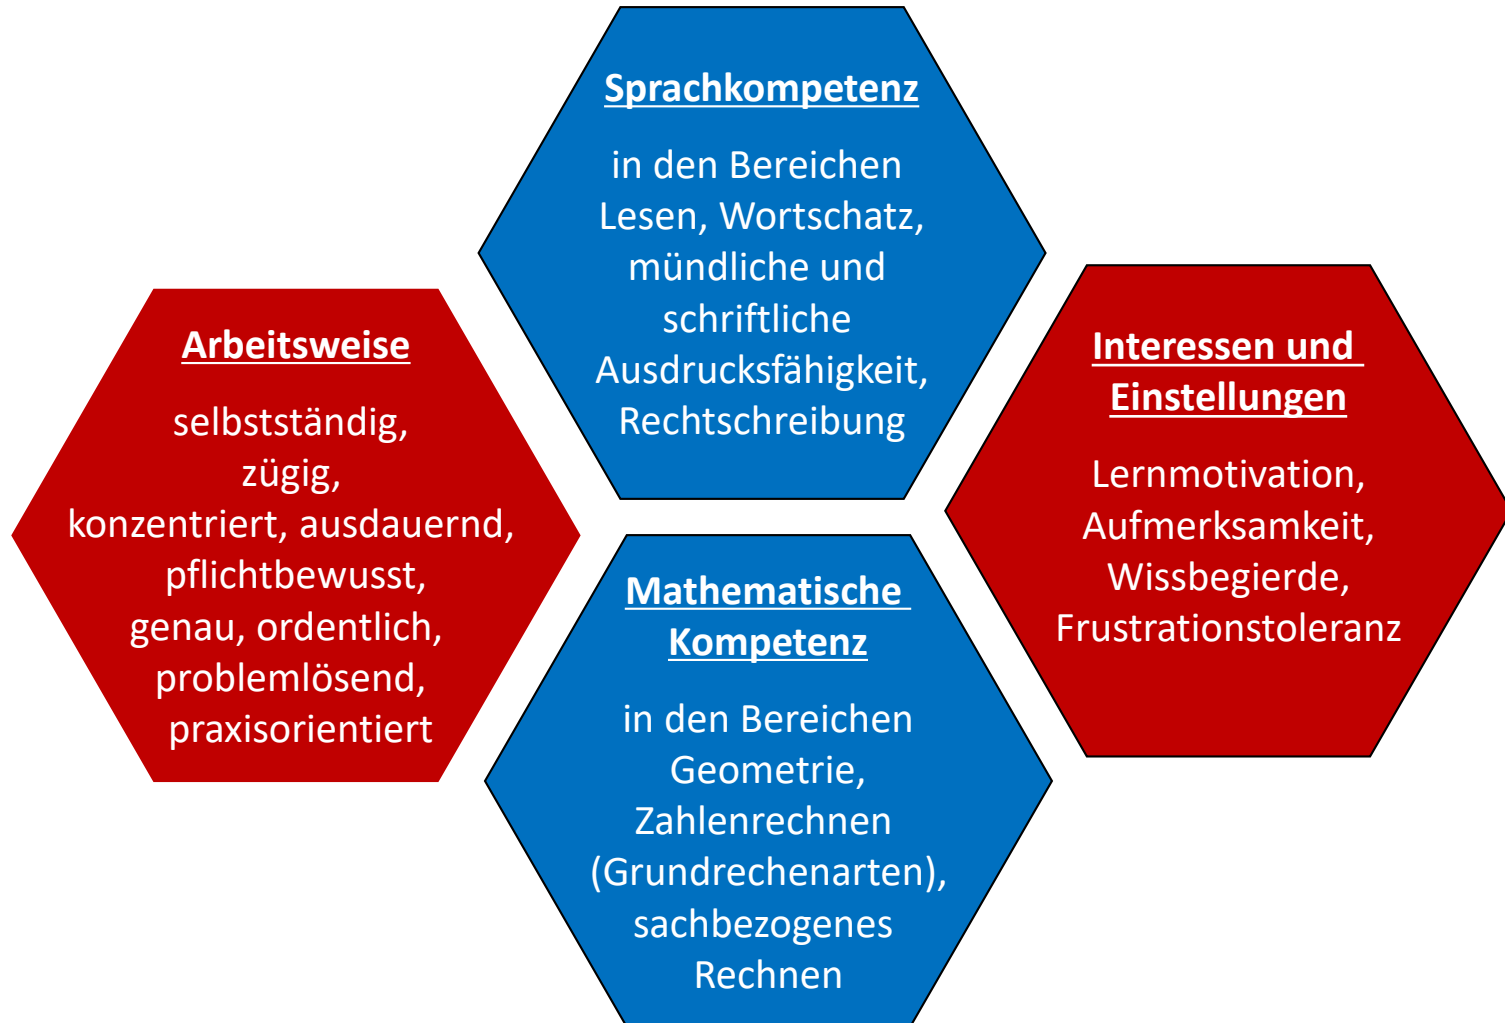 Sprachkompetenz
in den Bereichen
Lesen, Wortschatz,
mündliche und
schriftliche
Ausdrucksfähigkeit,
Rechtschreibung
Arbeitsweise
selbstständig,
zügig,
konzentriert, ausdauernd,
pflichtbewusst,
genau, ordentlich,
problemlösend,
praxisorientiert
Interessen und
Einstellungen
Lernmotivation,
Aufmerksamkeit,
Wissbegierde,
Frustrationstoleranz
Mathematische
Kompetenz
in den Bereichen
Geometrie,
Zahlenrechnen
(Grundrechenarten),
sachbezogenes
Rechnen